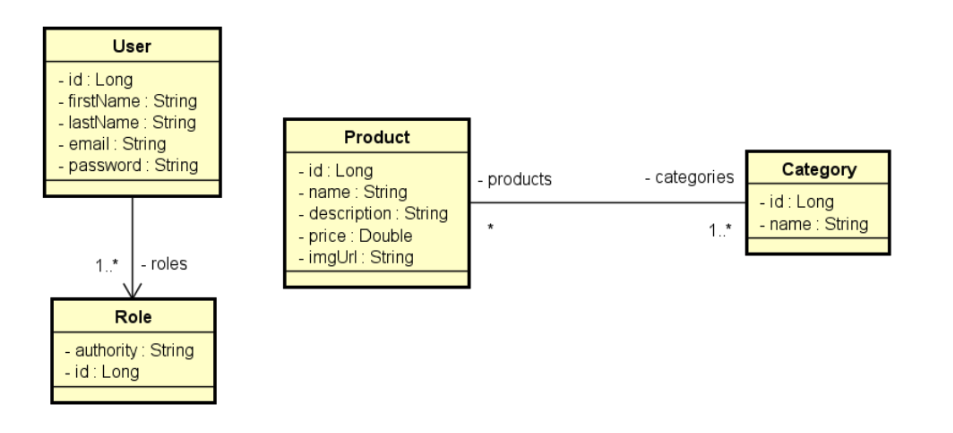 User
- id : Long
- firstName : String
- lastName : String
- email : String
- password : String
1..*
- roles
Role
- authority : String
- id : Long
Product
- id : Long
- name : String
- description : String
- price : Double
- imgUrl : String
- products
- categories
*
1..*
Category
- id : Long
- name : String